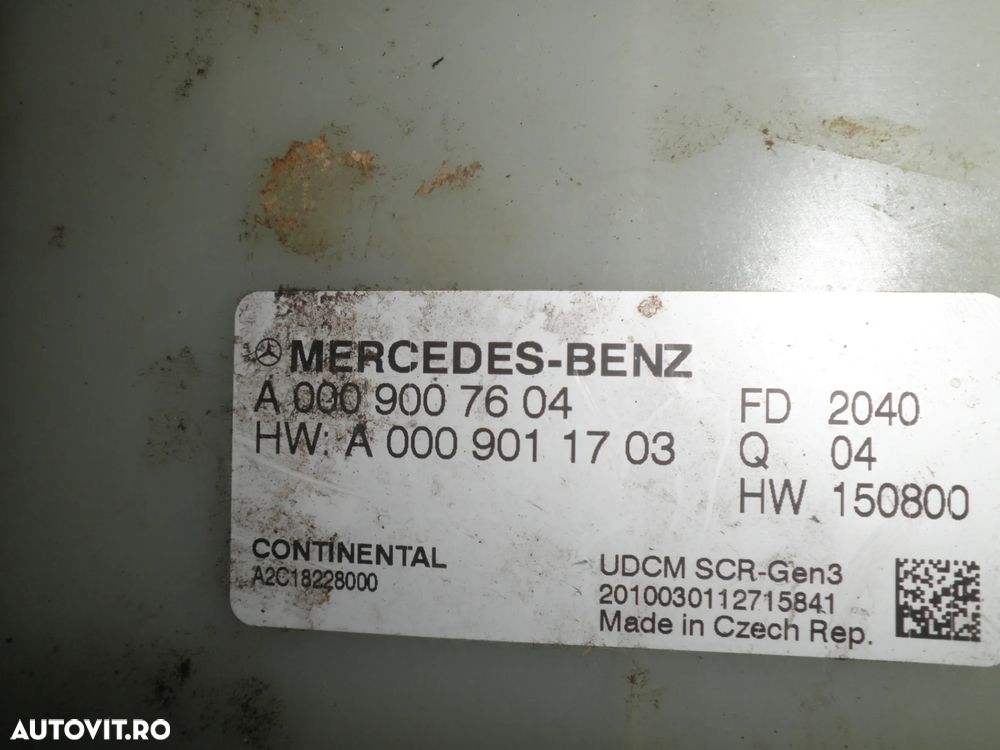 MERCEDES-BENZ
A 000 900 76 04
HW: A 000 901 17 03
FD 2040
Q 04
HW 150800
CONTINENTAL
A2C18228000
UDCM SCR-Gen3
2010030112715841
Made in Czech Rep.
AUTOVIT.RO